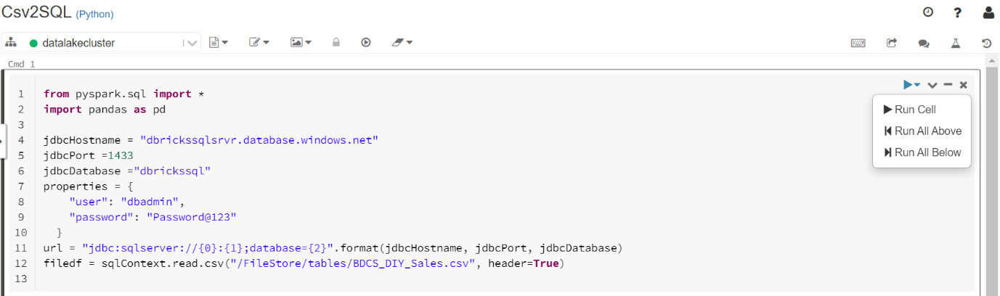 Csv2SQL (Python)
?
datalakecluster
Cmd 1
1 from pyspark.sql import *
2 import pandas as pd
3
4 jdbcHostname = "dbrickssqlsrvr.database.windows.net"
5 jdbcPort =1433
6 jdbcDatabase ="dbrickssql"
7 properties = {
8     "user": "dbadmin",
9     "password": "Password@123"
10   }
11 url = "jdbc:sqlserver://{0}:{1};database={2}".format(jdbcHostname, jdbcPort, jdbcDatabase)
12 filedf = sqlContext.read.csv("/FileStore/tables/BDCS_DIY_Sales.csv", header=True)
13
Run Cell
Run All Above
Run All Below